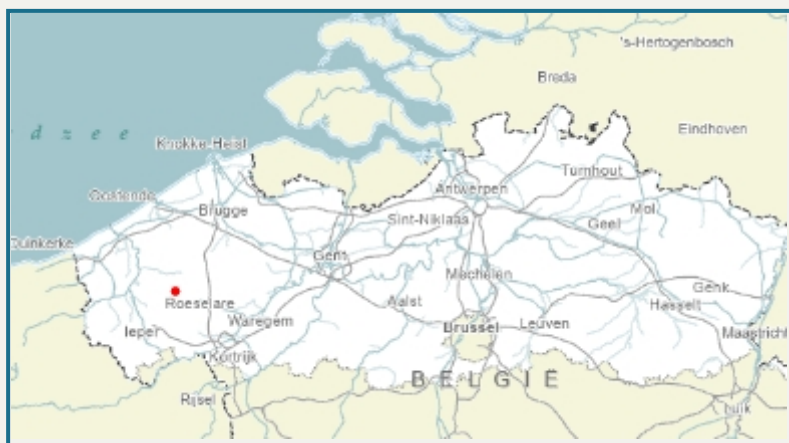 's-Hertogenbosch
Breda
d z e e
Eindhoven
Knokke-Heist
Turnhout
Antwerpen
Oostende
Brugge
Mol
Sint-Niklaas
Geel
Duinkerke
Gent
Mechelen
Genk
Roeselare
Aalst
Hasselt
Waregem
Ieper
Brussel
Leuven
Maastricht
Kortrijk
BELGIË
Rijsel
Luik